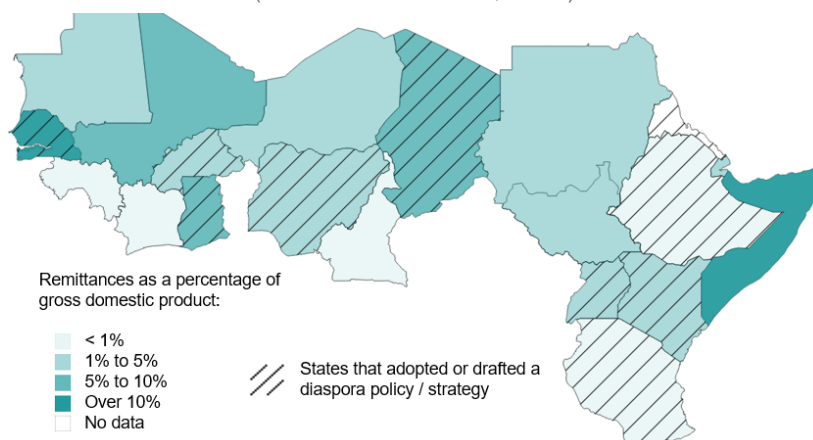 Remittances as a percentage of
gross domestic product:
< 1%
1% to 5%
5% to 10%
Over 10%
No data
States that adopted or drafted a
diaspora policy / strategy